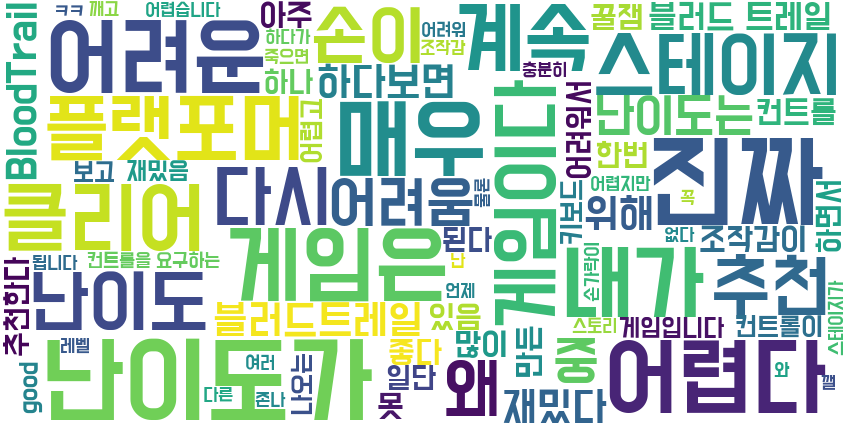 ㅋㅋ 깨고 어렵습니다
BloodTrail
어려운
아주
하다가
죽으면
하나
손이
어려워
조작감
계속
꿀잼
블러드 트레일
스테이지
충분히
하다보면
플랫포머
어렵고
매우
게임이다
어려워서
난이도는
컨트롤
한번
진짜
보고
재밌음
클리어
다시
어려움
물론
키보드
어렵지만
꼭
위해
없다
조작감이
하면서
됩니다
컨트롤을 요구하는
된다
게임은
난
언제
손가락이
내가
추천
추천한다
난이도
블러드트레일
있음
스토리
게임입니다
컨트롤이
스테이지가
레벨
좋다
많이
만든
good
난이도가
여러
다른
존나
나오는
일단
못
왜
재밌다
중
어렵다
와
깰